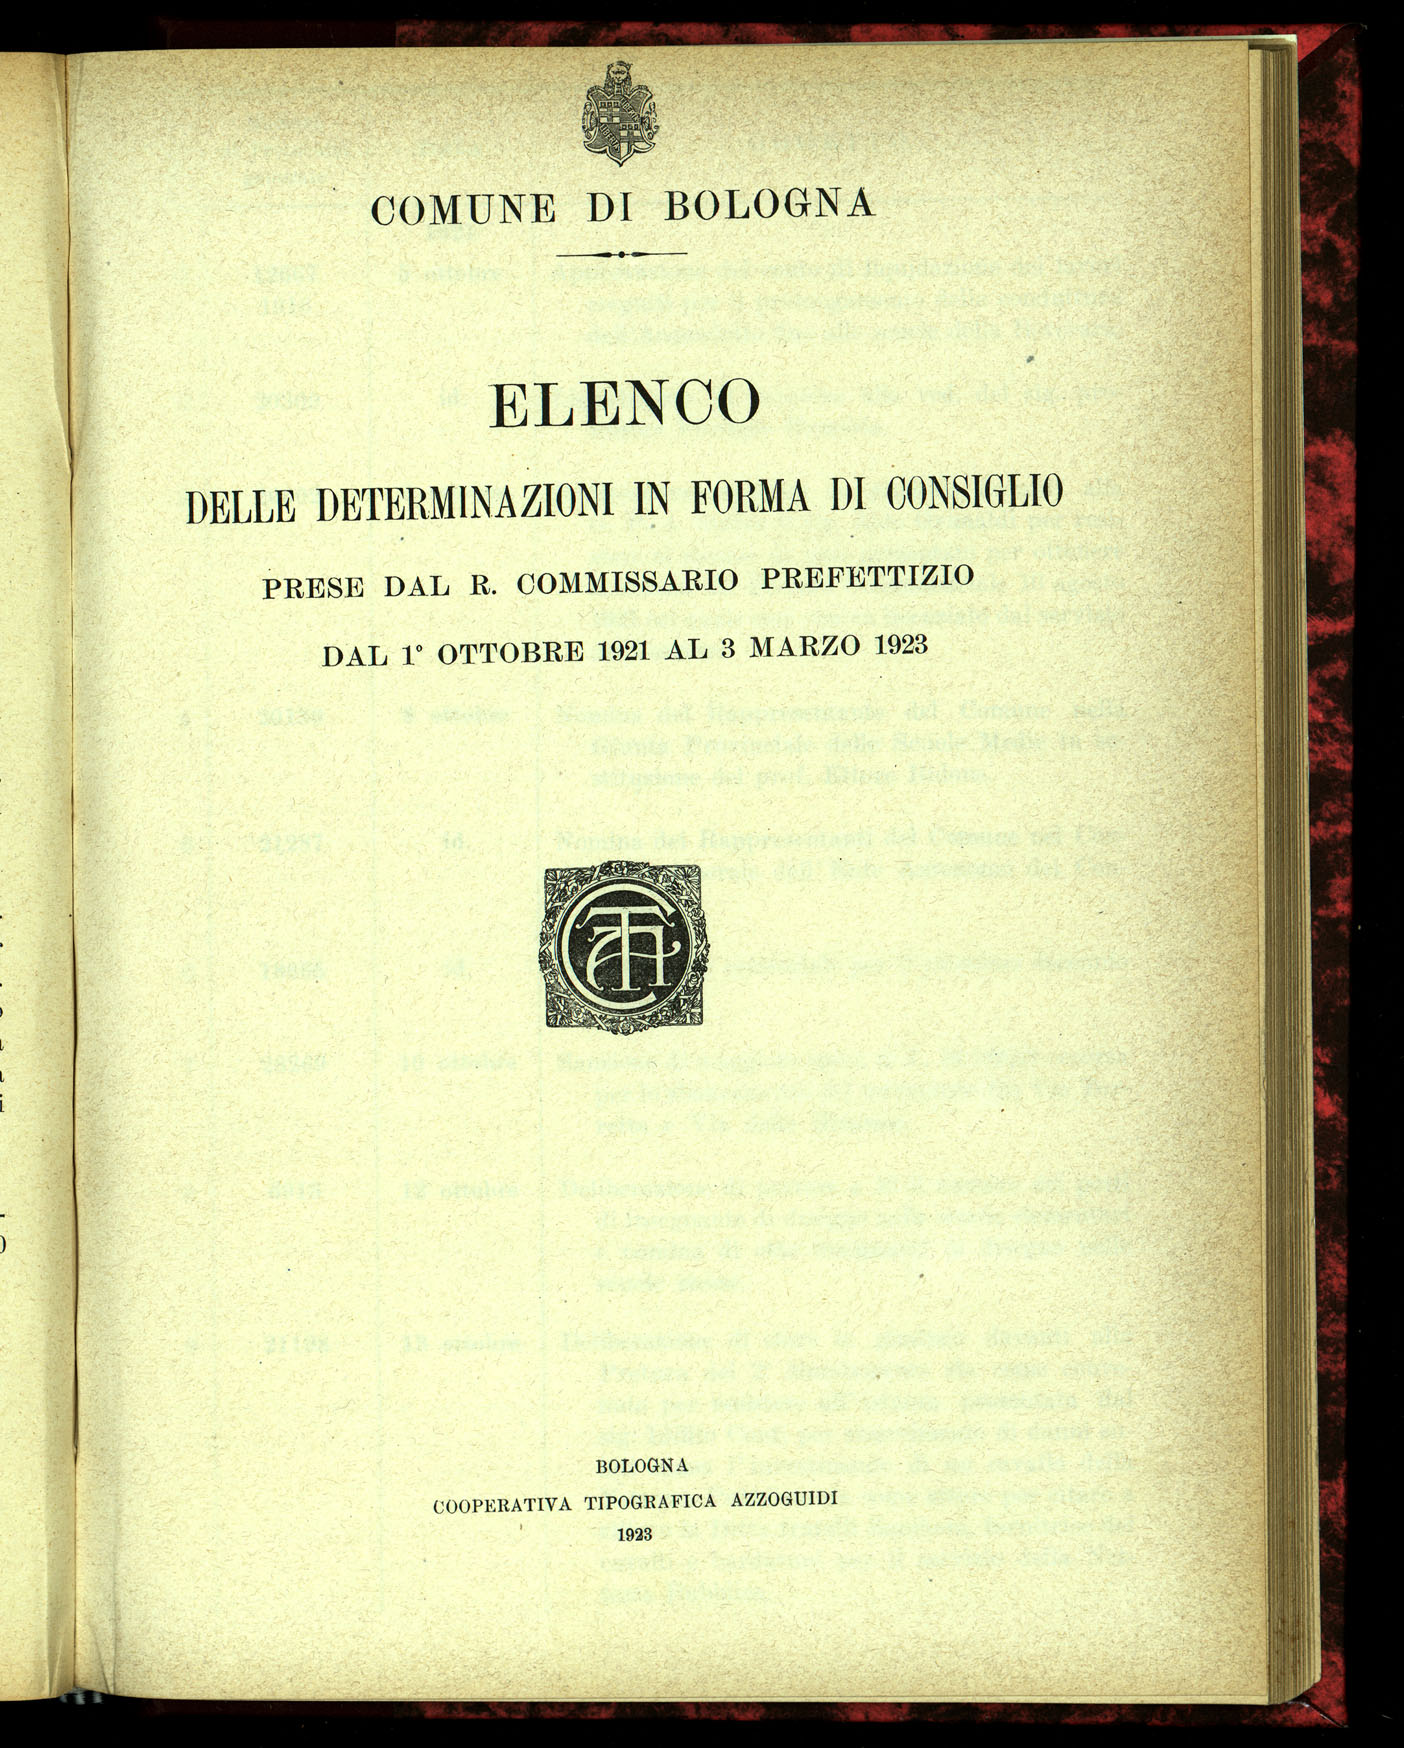 COMUNE DI BOLOGNA
ELENCO
DELLE DETERMINAZIONI IN FORMA DI CONSIGLIO
PRESE DAL R. COMMISSARIO PREFETTIZIO
DAL 1° OTTOBRE 1921 AL 3 MARZO 1923
BOLOGNA
COOPERATIVA TIPOGRAFICA AZZOGUIDI
1923